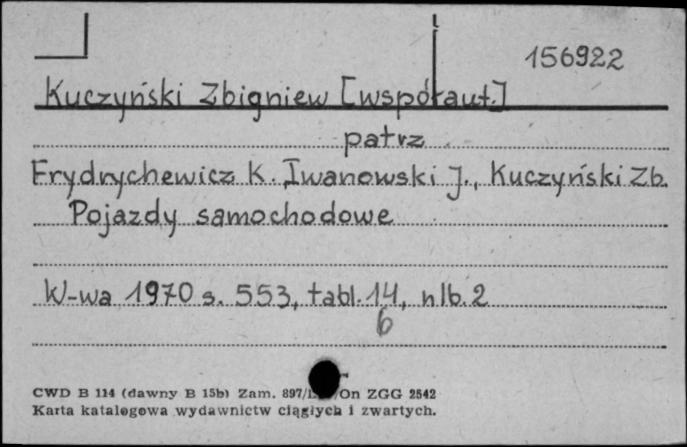 156922
Kuczyński Zbigniew [współaut.]
patrz
Frydrychewicz K. Iwanowski J., Kuczyński Zb.
Pojazdy samochodowe
W-wa 1970 s. 553, tabl. 14, nlb. 2
6
CWD B 114 (dawny B 15b) Zam. On ZGG 2542
Karta katalogowa wydawnictw ciągłych i zwartych.